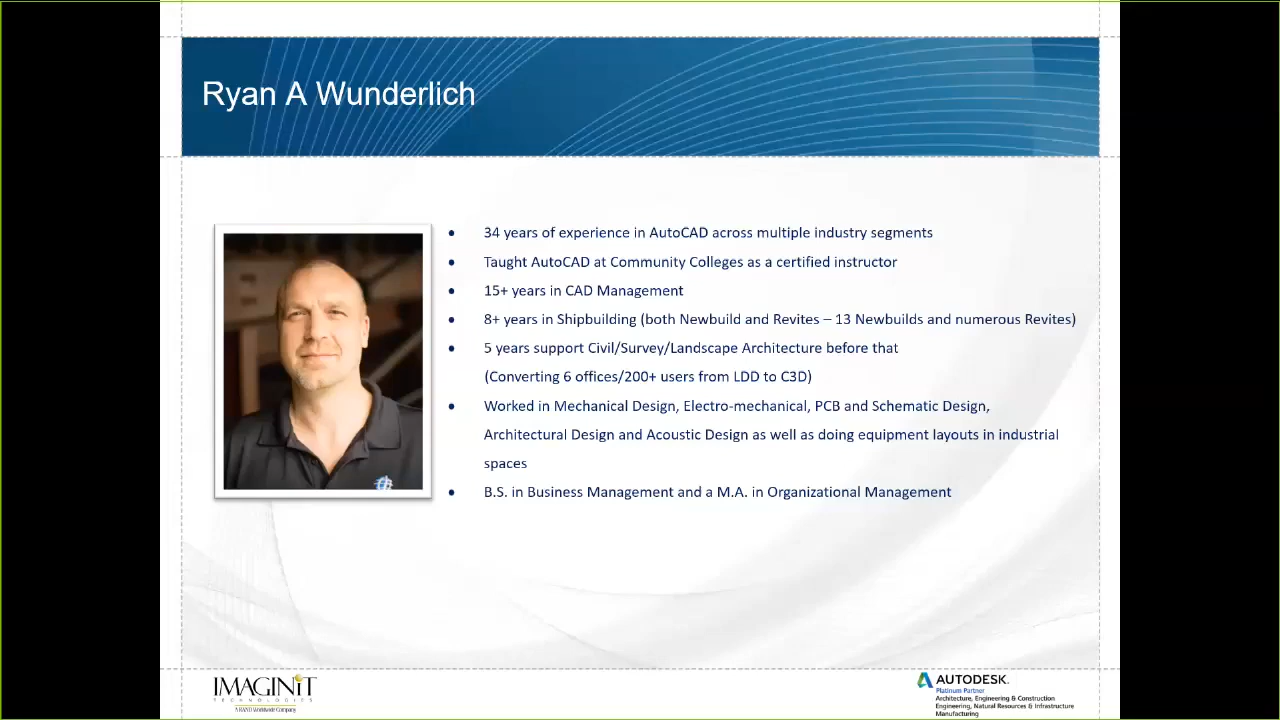 Ryan A Wunderlich
34 years of experience in AutoCAD across multiple industry segments
Taught AutoCAD at Community Colleges as a certified instructor
15+ years in CAD Management
8+ years in Shipbuilding (both Newbuild and Revites – 13 Newbuilds and numerous Revites)
5 years support Civil/Survey/Landscape Architecture before that
(Converting 6 offices/200+ users from LDD to C3D)
Worked in Mechanical Design, Electro-mechanical, PCB and Schematic Design,
Architectural Design and Acoustic Design as well as doing equipment layouts in industrial
spaces
B.S. in Business Management and a M.A. in Organizational Management
IMAGINiT
TECHNOLOGIES
A RAND Worldwide Company
AUTODESK.
Platinum Partner
Architecture, Engineering & Construction
Engineering, Natural Resources & Infrastructure
Manufacturing